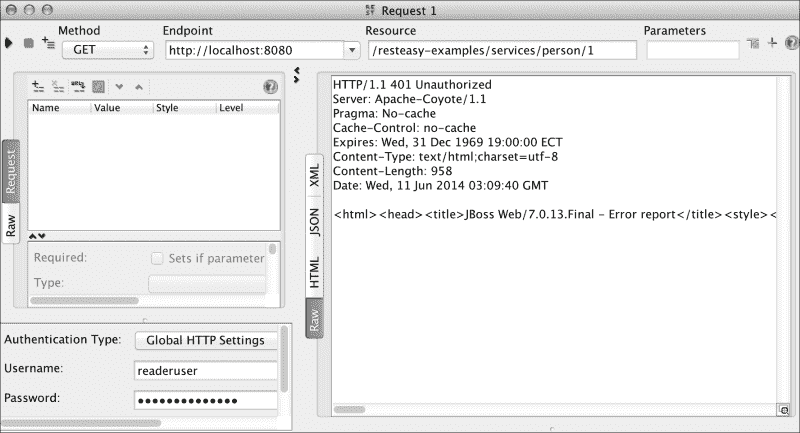 RE
ST Request 1
Method Endpoint Resource Parameters
GET http://localhost:8080 /resteasy-examples/services/person/1
Name Value Style Level
Request
Raw
Required: Sets if parameter
Type:
Authentication Type: Global HTTP Settings
Username: readeruser
Password: ●●●●●●●●●●●●●●
XML
JSON
HTML
Raw
HTTP/1.1 401 Unauthorized
Server: Apache-Coyote/1.1
Pragma: No-cache
Cache-Control: no-cache
Expires: Wed, 31 Dec 1969 19:00:00 ECT
Content-Type: text/html;charset=utf-8
Content-Length: 958
Date: Wed, 11 Jun 2014 03:09:40 GMT
<html><head><title>JBoss Web/7.0.13.Final - Error report</title><style><